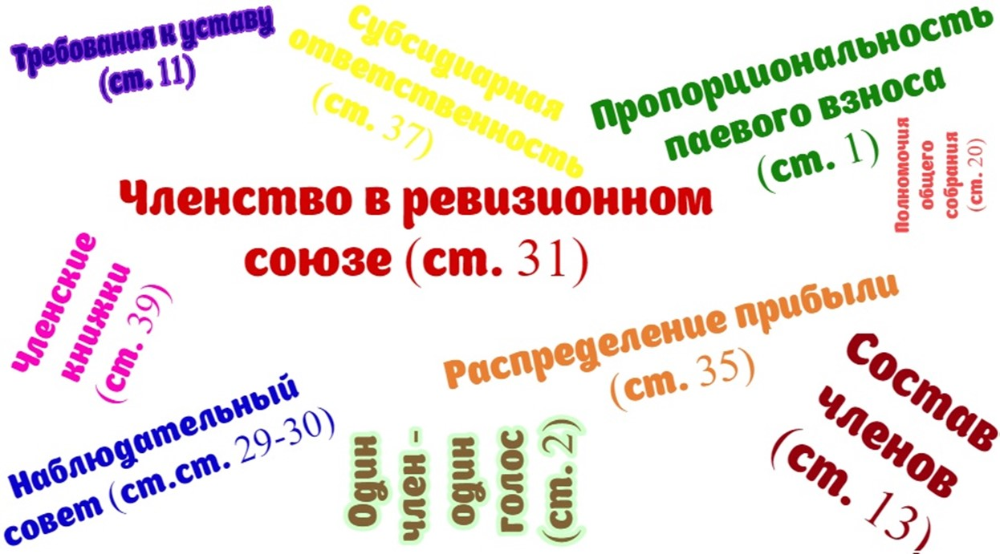 Требования к уставу
(ст. 11)
Субсидиарная
ответственность
(ст. 37)
Пропорциональность
паевого взноса
(ст. 1)
Полномочия
общего
собрания
(ст. 20)
Членство в ревизионном
союзе (ст. 31)
Членские
книжки
(ст. 39)
Распределение прибыли
(ст. 35)
Состав
членов
(ст. 13)
Наблюдательный
совет (ст.ст. 29-30)
Один
член -
один
голос
(ст. 2)